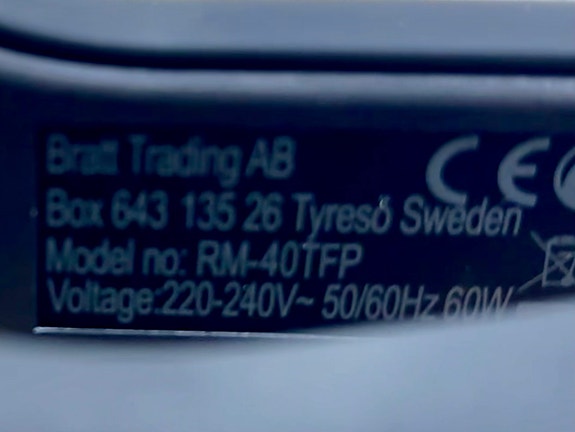 Bratt Trading AB
Box 643 135 26 Tyresö Sweden
Model no: RM-40TFP
Voltage:220-240V~ 50/60Hz 60W
CE